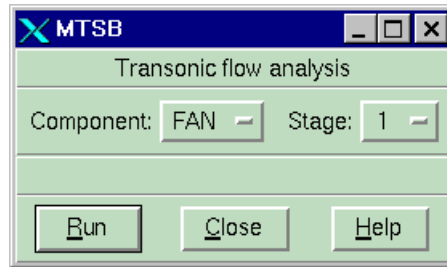 MTSB
Transonic flow analysis
Component: FAN Stage: 1
Run Close Help